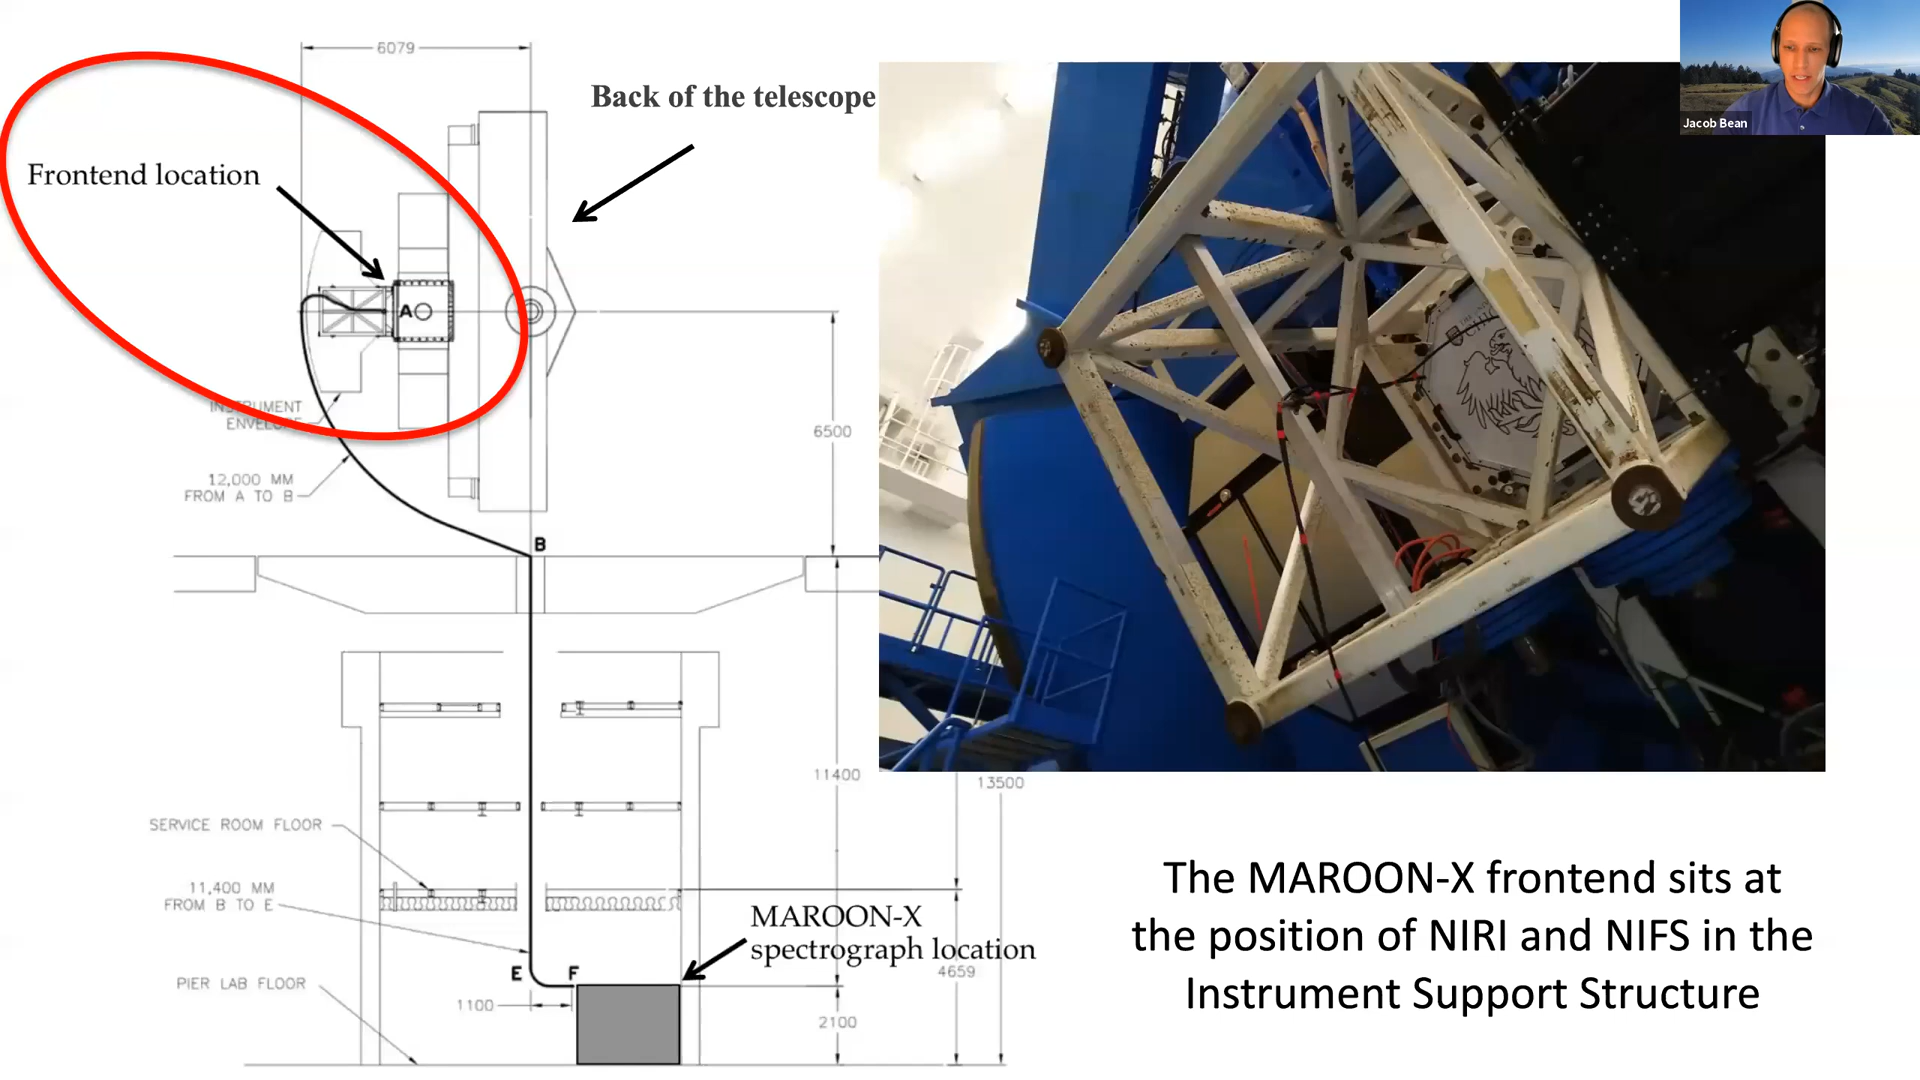 6079
Back of the telescope
Jacob Bean
Frontend location
A
INSTRUMENT
ENVELOPE
6500
12,000 MM
FROM A TO B
B
11400
13500
SERVICE ROOM FLOOR
11,400 MM
FROM B TO E
MAROON-X
spectrograph location
E
F
4659
PIER LAB FLOOR
1100
2100
The MAROON-X frontend sits at
the position of NIRI and NIFS in the
Instrument Support Structure